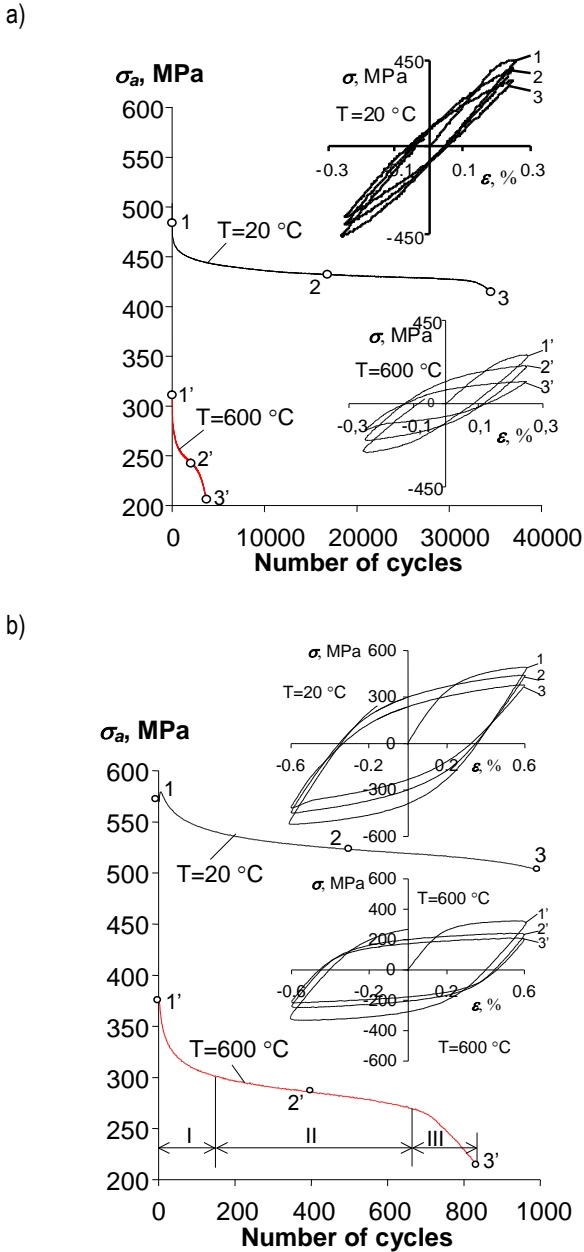 a)
σa, MPa
600
550
500
450
400
350
300
250
200
0 10000 20000 30000 40000
Number of cycles
1
T=20 °C
2
3
1'
T=600 °C
2'
3'
450
σ, MPa
T=20 °C
-0.3 -0.1 0.1 0.3
ε, %
-450
1
2
3
450
σ, MPa
T=600 °C
0
-0,3 -0,1 0,1 0,3
ε, %
-450
1'
2'
3'
b)
σa, MPa
600
550
500
450
400
350
300
250
200
0 200 400 600 800 1000
Number of cycles
1
T=20 °C
2
3
1'
T=600 °C
2'
3'
I II III
σ, MPa
600
300
0
-300
-600
T=20 °C
-0.6 -0.2 0.2 0.6
ε, %
1
2
3
σ, MPa
600
400
200
0
-200
-400
-600
T=600 °C
-0.6 -0.2 0.2 0.6
ε, %
1'
2'
3'
T=600 °C